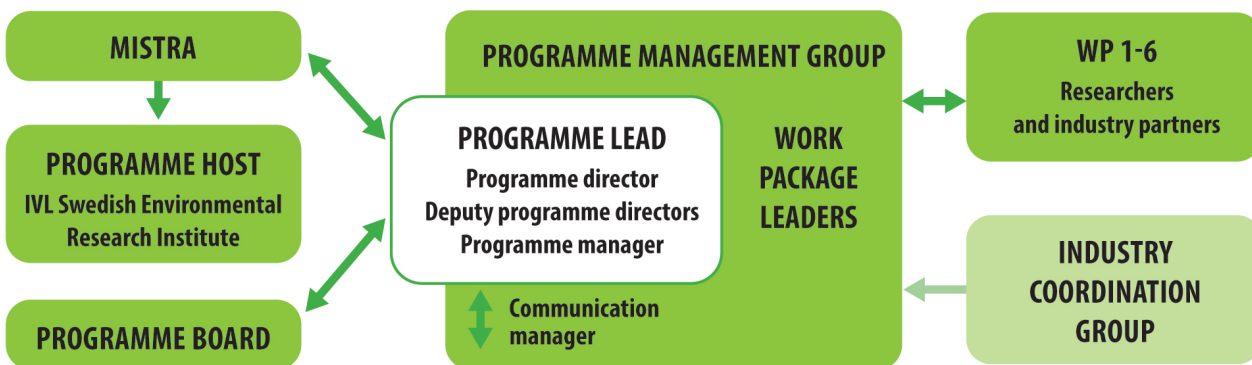 MISTRA
PROGRAMME HOST
IVL Swedish Environmental
Research Institute
PROGRAMME BOARD
PROGRAMME MANAGEMENT GROUP
PROGRAMME LEAD
Programme director
Deputy programme directors
Programme manager
WORK
PACKAGE
LEADERS
Communication
manager
WP 1-6
Researchers
and industry partners
INDUSTRY
COORDINATION
GROUP